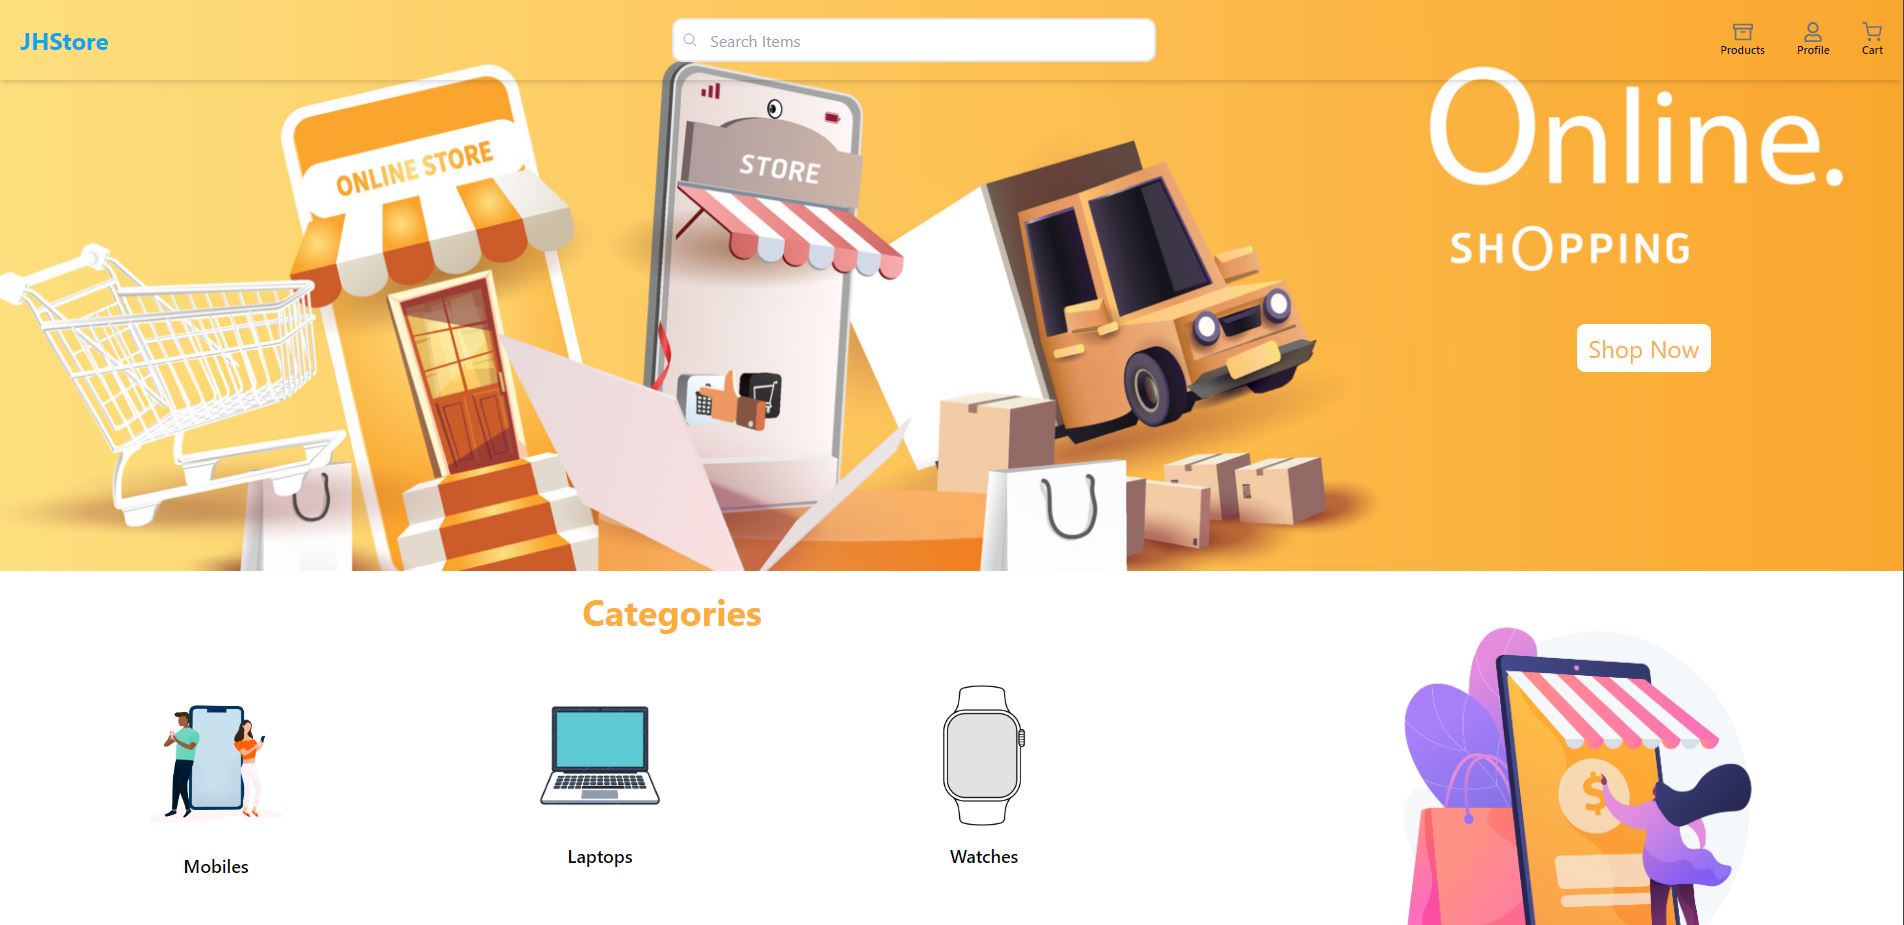 JHStore
Search Items
Products
Profile
Cart
ONLINE STORE
STORE
Online.
SHOPPING
Shop Now
Categories
Mobiles
Laptops
Watches
$